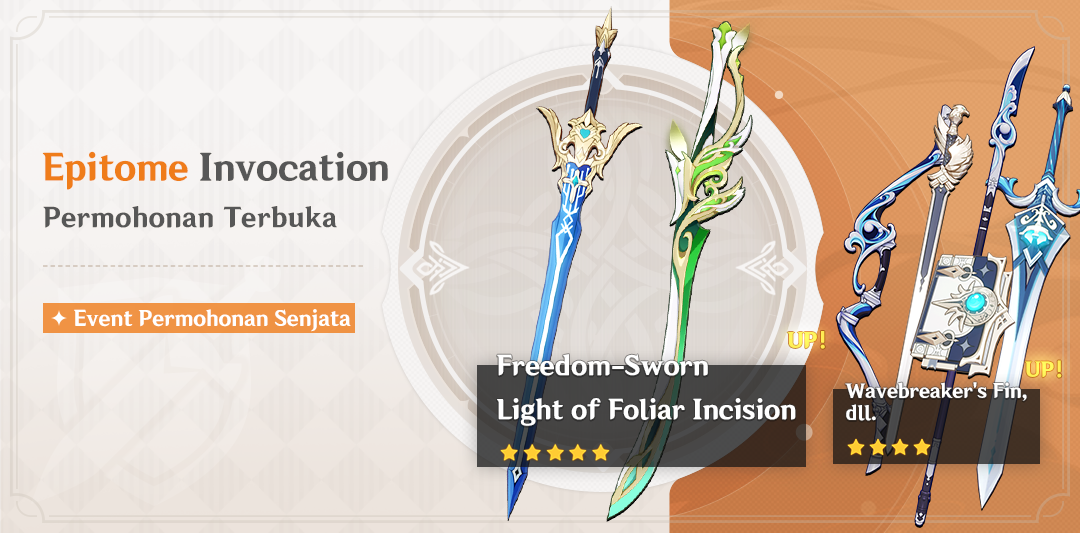 Epitome Invocation
Permohonan Terbuka
✦ Event Permohonan Senjata
UP!
Freedom-Sworn
Light of Foliar Incision
UP!
Wavebreaker's Fin,
dll.